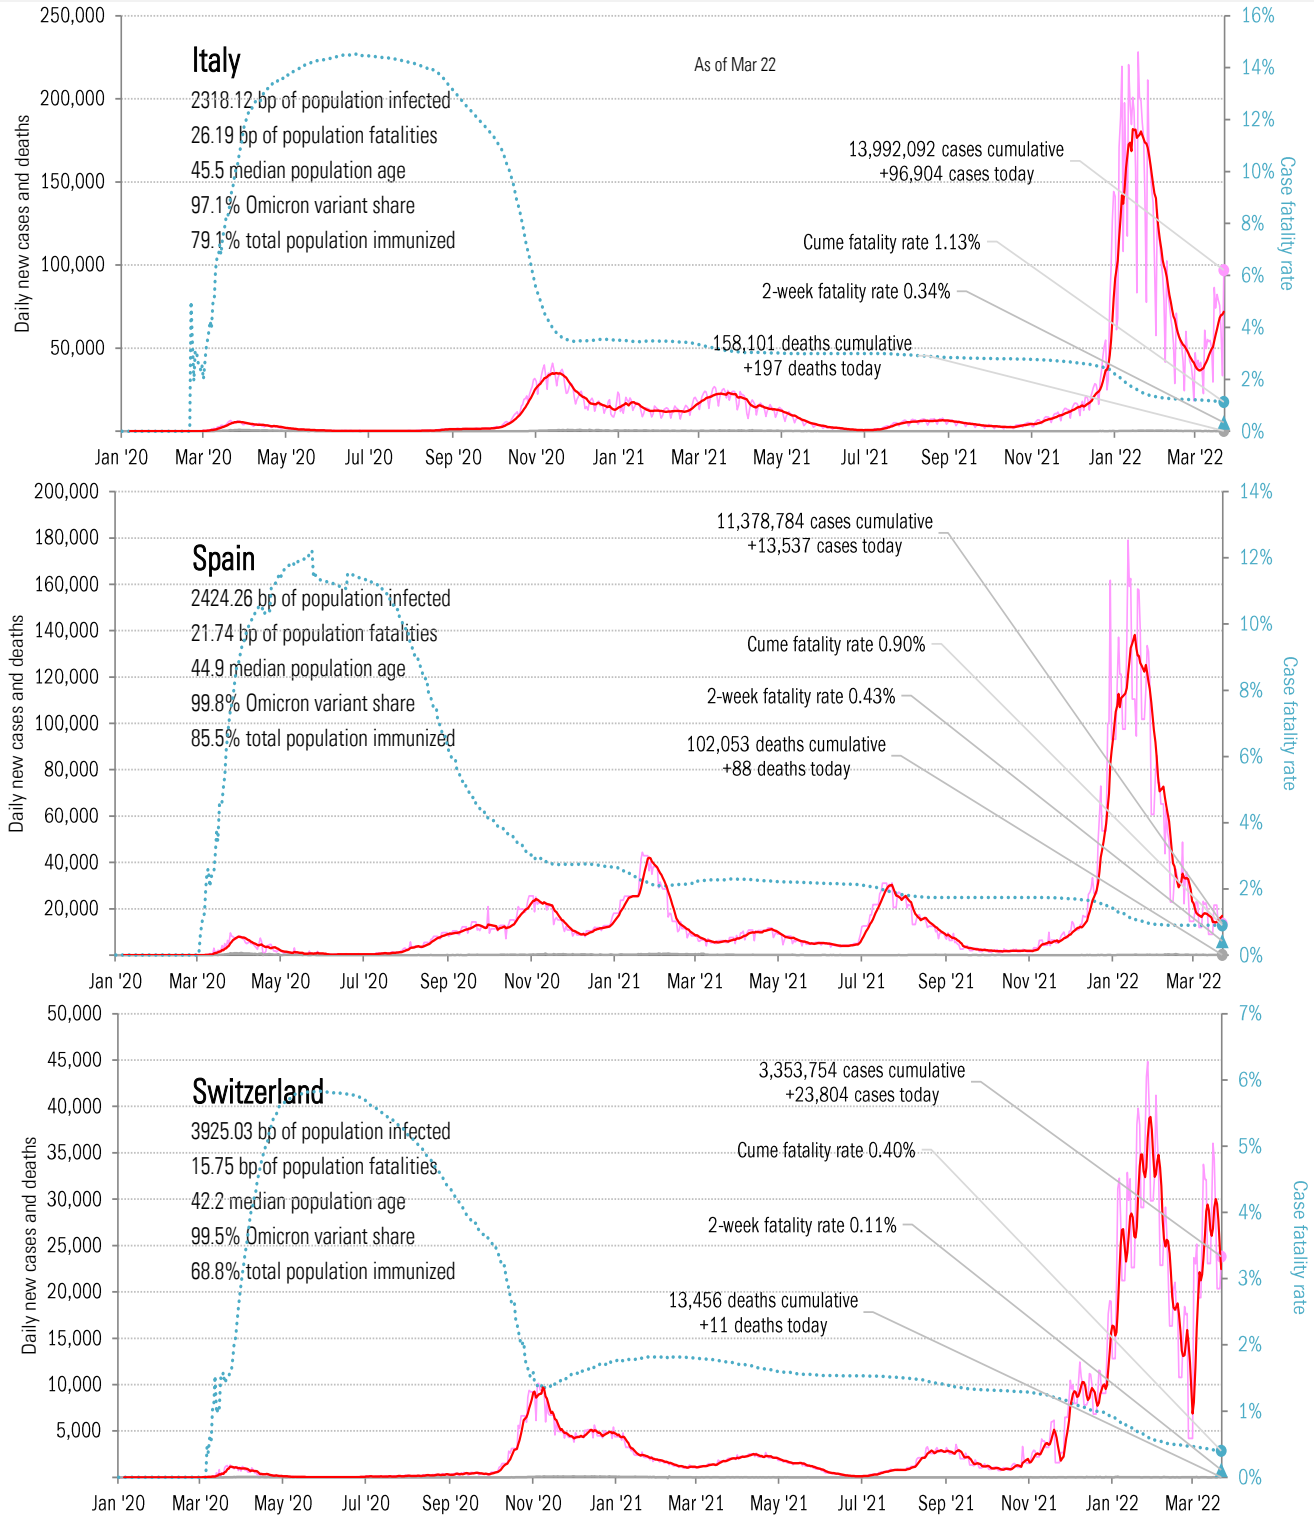 250,000
16%
Italy
As of Mar 22
14%
2318.12 bp of population infected
200,000
12%
26.19 bp of population fatalities
13,992,092 cases cumulative
+96,904 cases today
45.5 median population age
150,000
10%
97.1% Omicron variant share
8%
79.1% total population immunized
Cume fatality rate 1.13%
100,000
6%
2-week fatality rate 0.34%
4%
158,101 deaths cumulative
+197 deaths today
50,000
2%
0%
Daily new cases and deaths
Case fatality rate
Jan '20 Mar '20 May '20 Jul '20 Sep '20 Nov '20 Jan '21 Mar '21 May '21 Jul '21 Sep '21 Nov '21 Jan '22 Mar '22
200,000
14%
11,378,784 cases cumulative
+13,537 cases today
180,000
Spain
12%
160,000
2424.26 bp of population infected
10%
140,000
21.74 bp of population fatalities
Cume fatality rate 0.90%
120,000
44.9 median population age
8%
2-week fatality rate 0.43%
99.8% Omicron variant share
100,000
85.5% total population immunized
102,053 deaths cumulative
+88 deaths today
6%
80,000
60,000
4%
40,000
2%
20,000
0%
Daily new cases and deaths
Case fatality rate
Jan '20 Mar '20 May '20 Jul '20 Sep '20 Nov '20 Jan '21 Mar '21 May '21 Jul '21 Sep '21 Nov '21 Jan '22 Mar '22
50,000
7%
45,000
3,353,754 cases cumulative
+23,804 cases today
Switzerland
6%
40,000
3925.03 bp of population infected
5%
35,000
Cume fatality rate 0.40%
15.75 bp of population fatalities
30,000
42.2 median population age
4%
2-week fatality rate 0.11%
99.5% Omicron variant share
25,000
68.8% total population immunized
3%
20,000
13,456 deaths cumulative
+11 deaths today
15,000
2%
10,000
1%
5,000
0%
Daily new cases and deaths
Case fatality rate
Jan '20 Mar '20 May '20 Jul '20 Sep '20 Nov '20 Jan '21 Mar '21 May '21 Jul '21 Sep '21 Nov '21 Jan '22 Mar '22